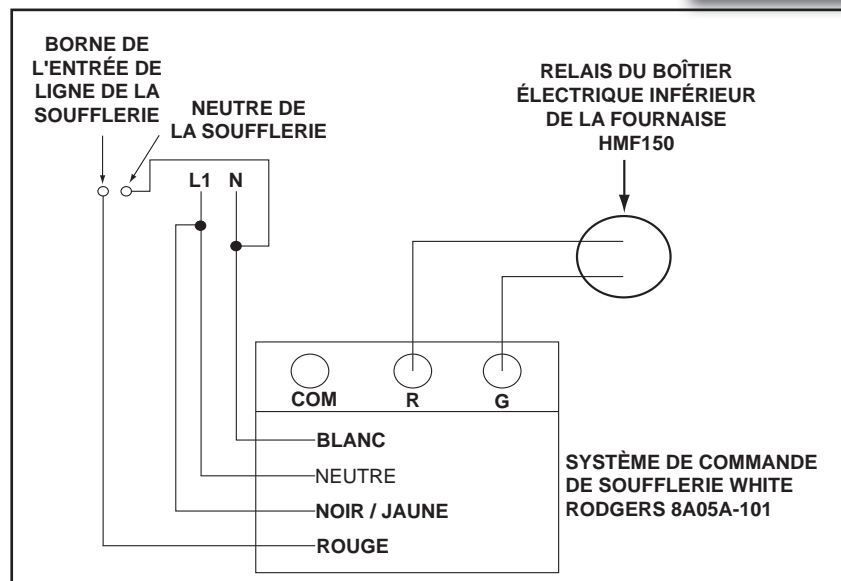 BORNE DE
L'ENTRÉE DE
LIGNE DE LA
SOUFFLERIE
NEUTRE DE
LA SOUFFLERIE
L1 N
RELAIS DU BOÎTIER
ÉLECTRIQUE INFÉRIEUR
DE LA FOURNAISE
HMF150
COM R G
BLANC
NEUTRE
NOIR / JAUNE
ROUGE
SYSTÈME DE COMMANDE
DE SOUFFLERIE WHITE
RODGERS 8A05A-101